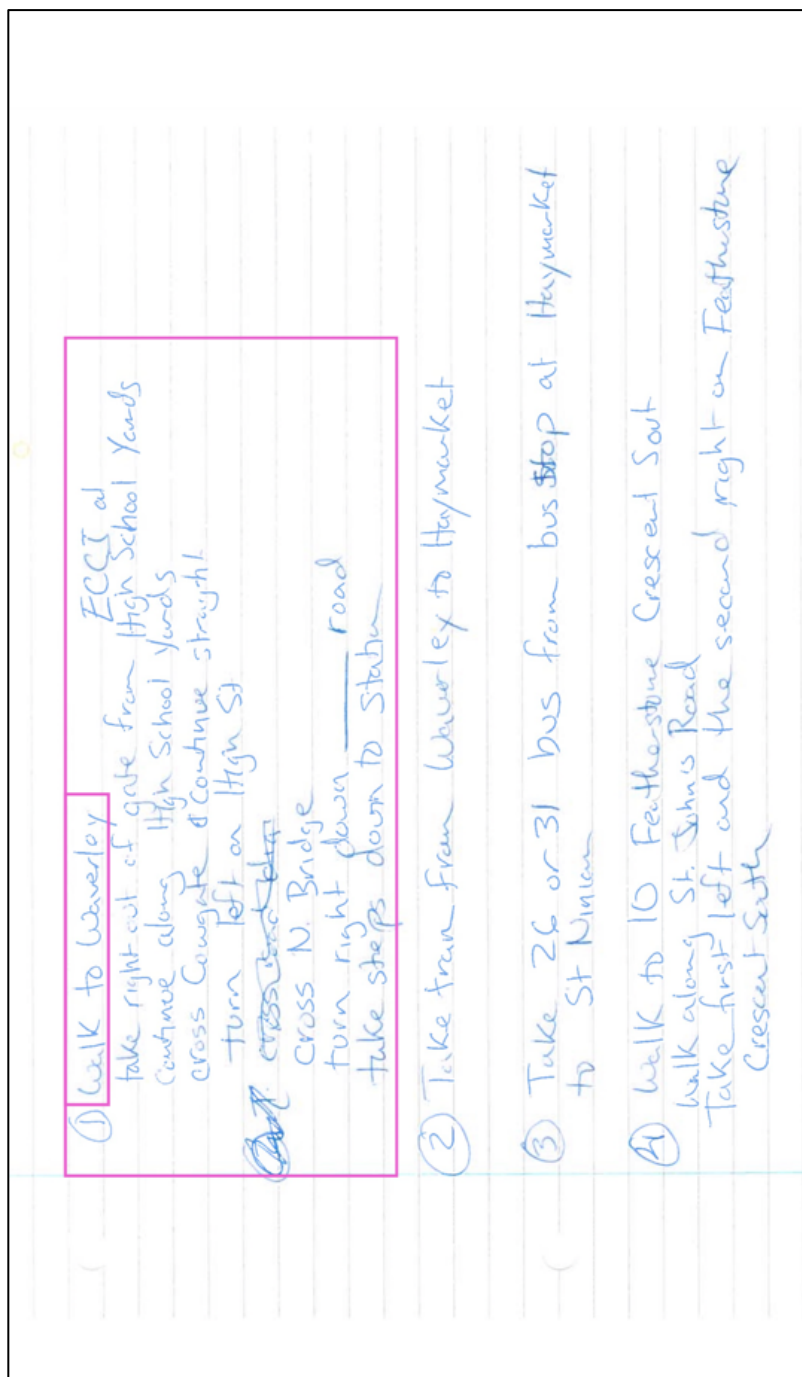 ① Walk to Waverley
ECCI at
take right out of gate from High School Yards
Continue along High School Yards
cross Cowgate & Continue straight
turn left on High St
cross road
cross N. Bridge
turn right down ____ road
take steps down to Station
② Take train from Waverley to Haymarket
③ Take 26 or 31 bus from bus stop at Haymarket
to St Ninian
④ Walk to 10 Featherstone Crescent Sout
Walk along St. John's Road
Take first left and the second right on Featherstone
Crescent South